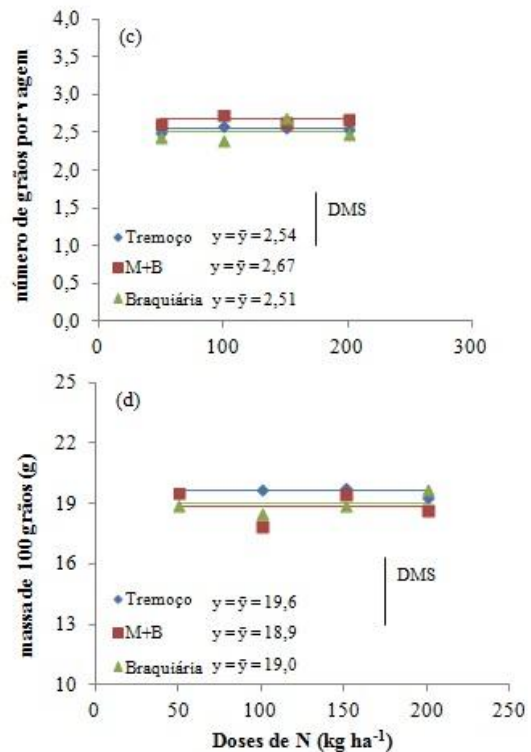 (c)
número de grãos por vagem
4,0
3,5
3,0
2,5
2,0
1,5
1,0
0,5
0,0
DMS
Tremoço y = ȳ = 2,54
M+B y = ȳ = 2,67
Braquiária y = ȳ = 2,51
0 100 200 300
(d)
massa de 100 grãos (g)
25
22
19
16
13
10
DMS
Tremoço y = ȳ = 19,6
M+B y = ȳ = 18,9
Braquiária y = ȳ = 19,0
0 50 100 150 200 250
Doses de N (kg ha⁻¹)